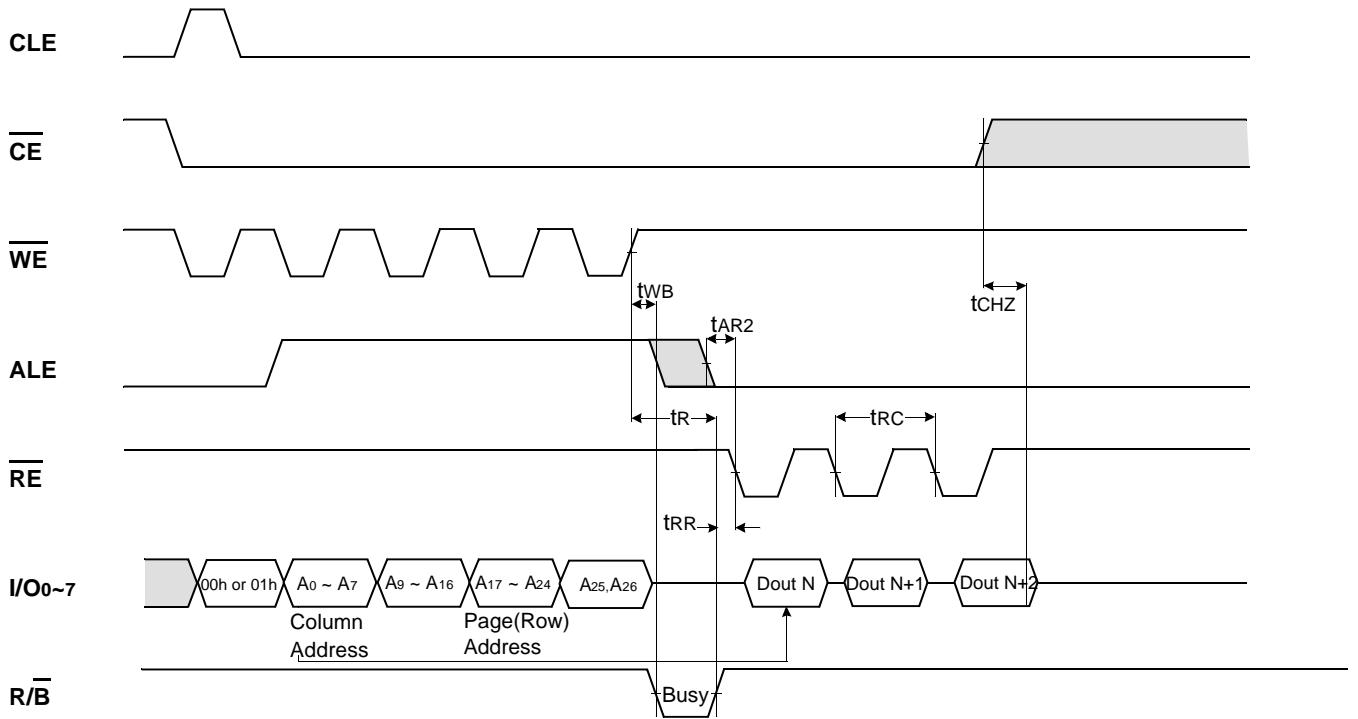 CLE
CE
WE
tWB
tCHZ
tAR2
ALE
tR
tRC
RE
tRR
I/O0~7
00h or 01h
A0 ~ A7
A9 ~ A16
A17 ~ A24
A25,A26
Dout N
Dout N+1
Dout N+2
Column
Address
Page(Row)
Address
R/B
Busy